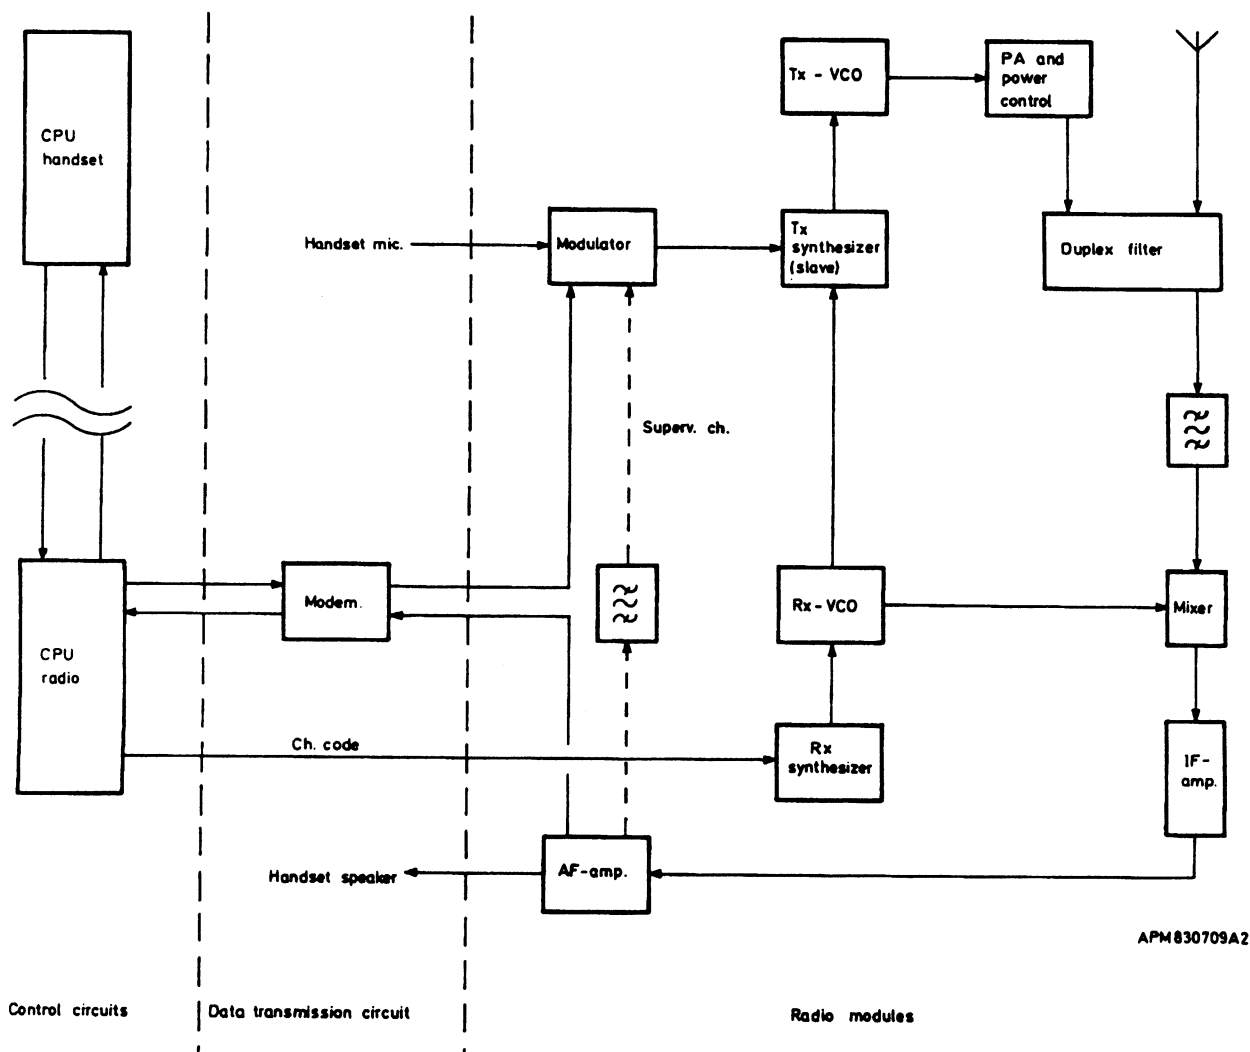 CPU
handset
Handset mic.
Modulator
Tx - VCO
PA and
power
control
Tx
synthesizer
(slave)
Duplex filter
Superv. ch.
Modem.
CPU
radio
Rx-VCO
Mixer
Ch. code
Rx
synthesizer
IF-
amp.
Handset speaker
AF-amp.
APM830709A2
Control circuits
Data transmission circuit
Radio modules